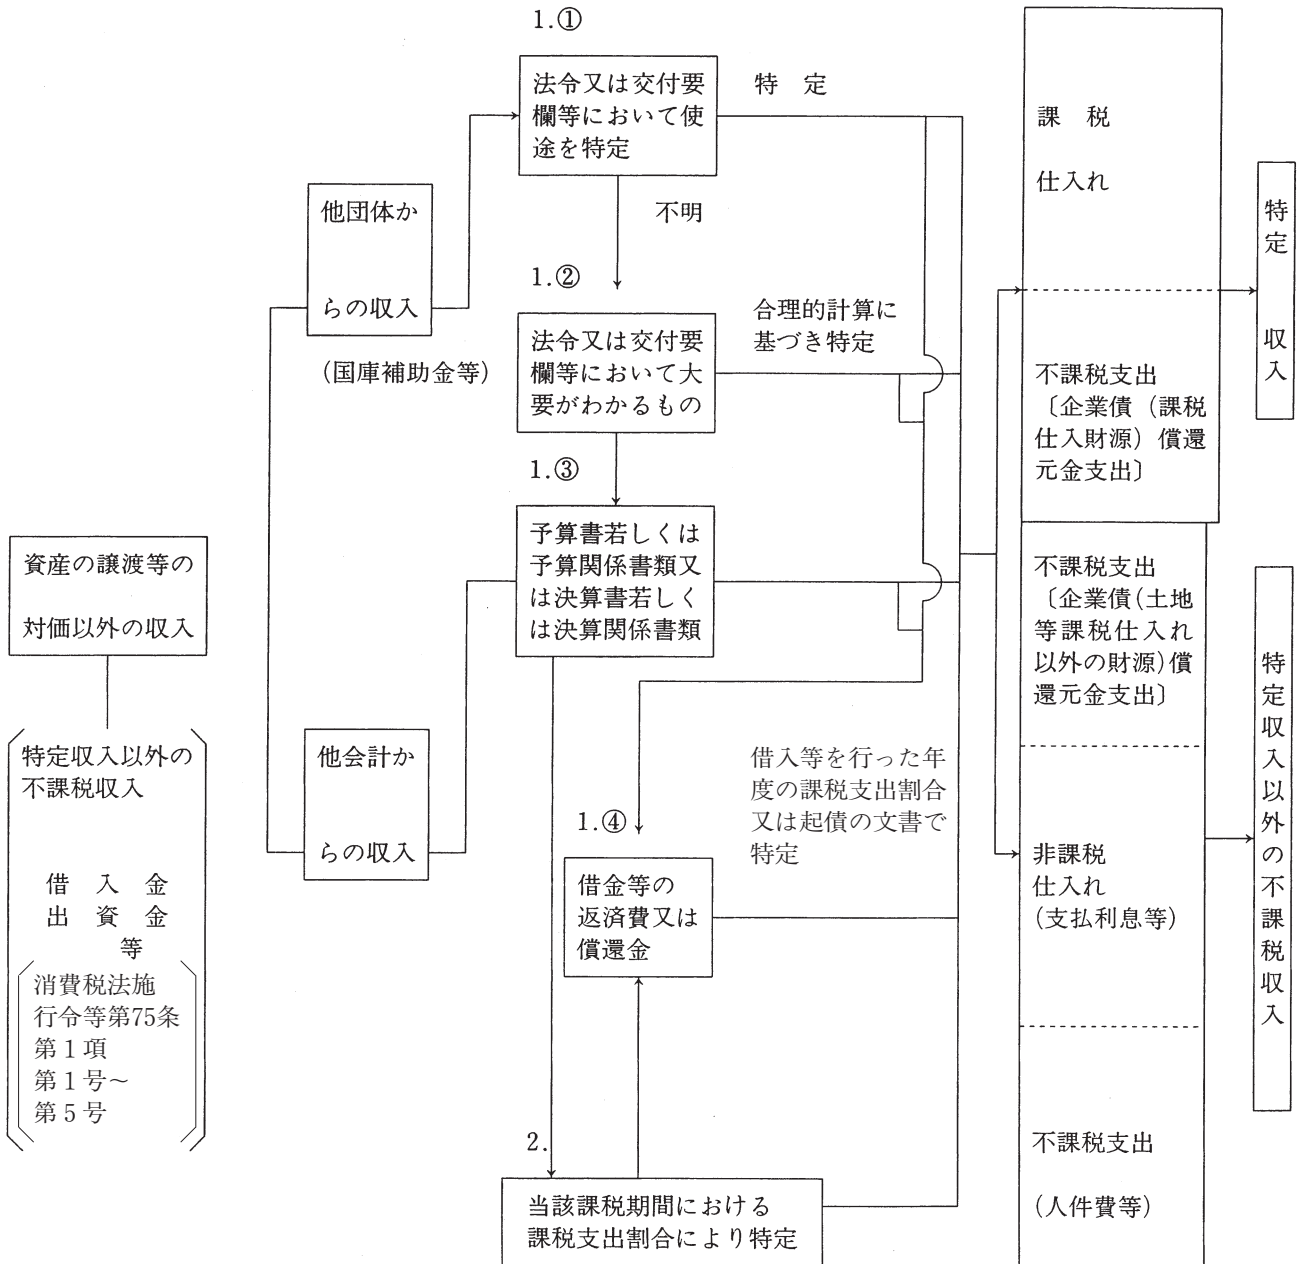 1.①
法令又は交付要
欄等において使
途を特定
特　定
不明
他団体か
らの収入
(国庫補助金等)
1.②
法令又は交付要
欄等において大
要がわかるもの
合理的計算に
基づき特定
1.③
予算書若しくは
予算関係書類又
は決算書若しく
は決算関係書類
資産の譲渡等の
対価以外の収入
特定収入以外の
不課税収入
借　入　金
出　資　金
等
消費税法施
行令等第75条
第１項
第１号～
第５号
他会計か
らの収入
借入等を行った年
度の課税支出割合
又は起債の文書で
特定
1.④
借金等の
返済費又は
償還金
2.
当該課税期間における
課税支出割合により特定
課　税
仕入れ
不課税支出
〔企業債（課税
仕入財源）償還
元金支出〕
不課税支出
〔企業債(土地
等課税仕入れ
以外の財源)償
還元金支出〕
非課税
仕入れ
(支払利息等)
不課税支出
(人件費等)
特定　収入
特定収入以外の不課税収入